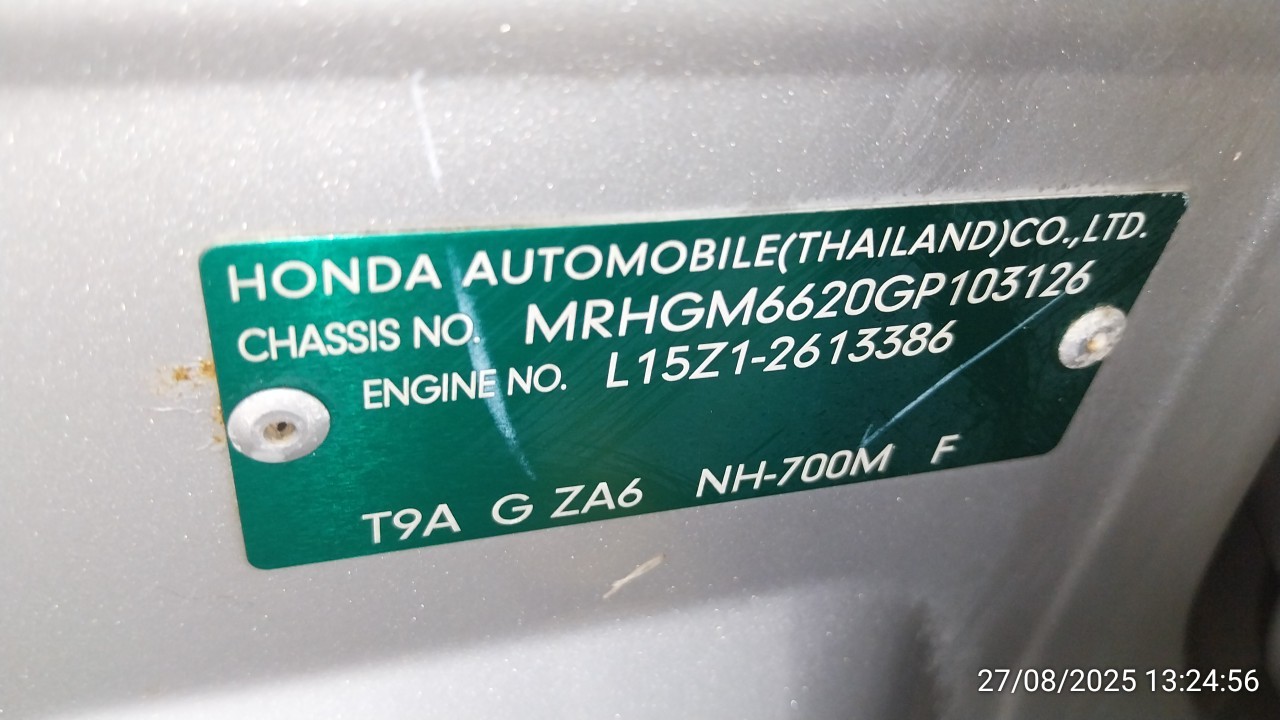 HONDA AUTOMOBILE(THAILAND)CO.,LTD.
CHASSIS NO. MRHGM6620GP103126
ENGINE NO. L15Z1-2613386
T9A G ZA6 NH-700M F
27/08/2025 13:24:56